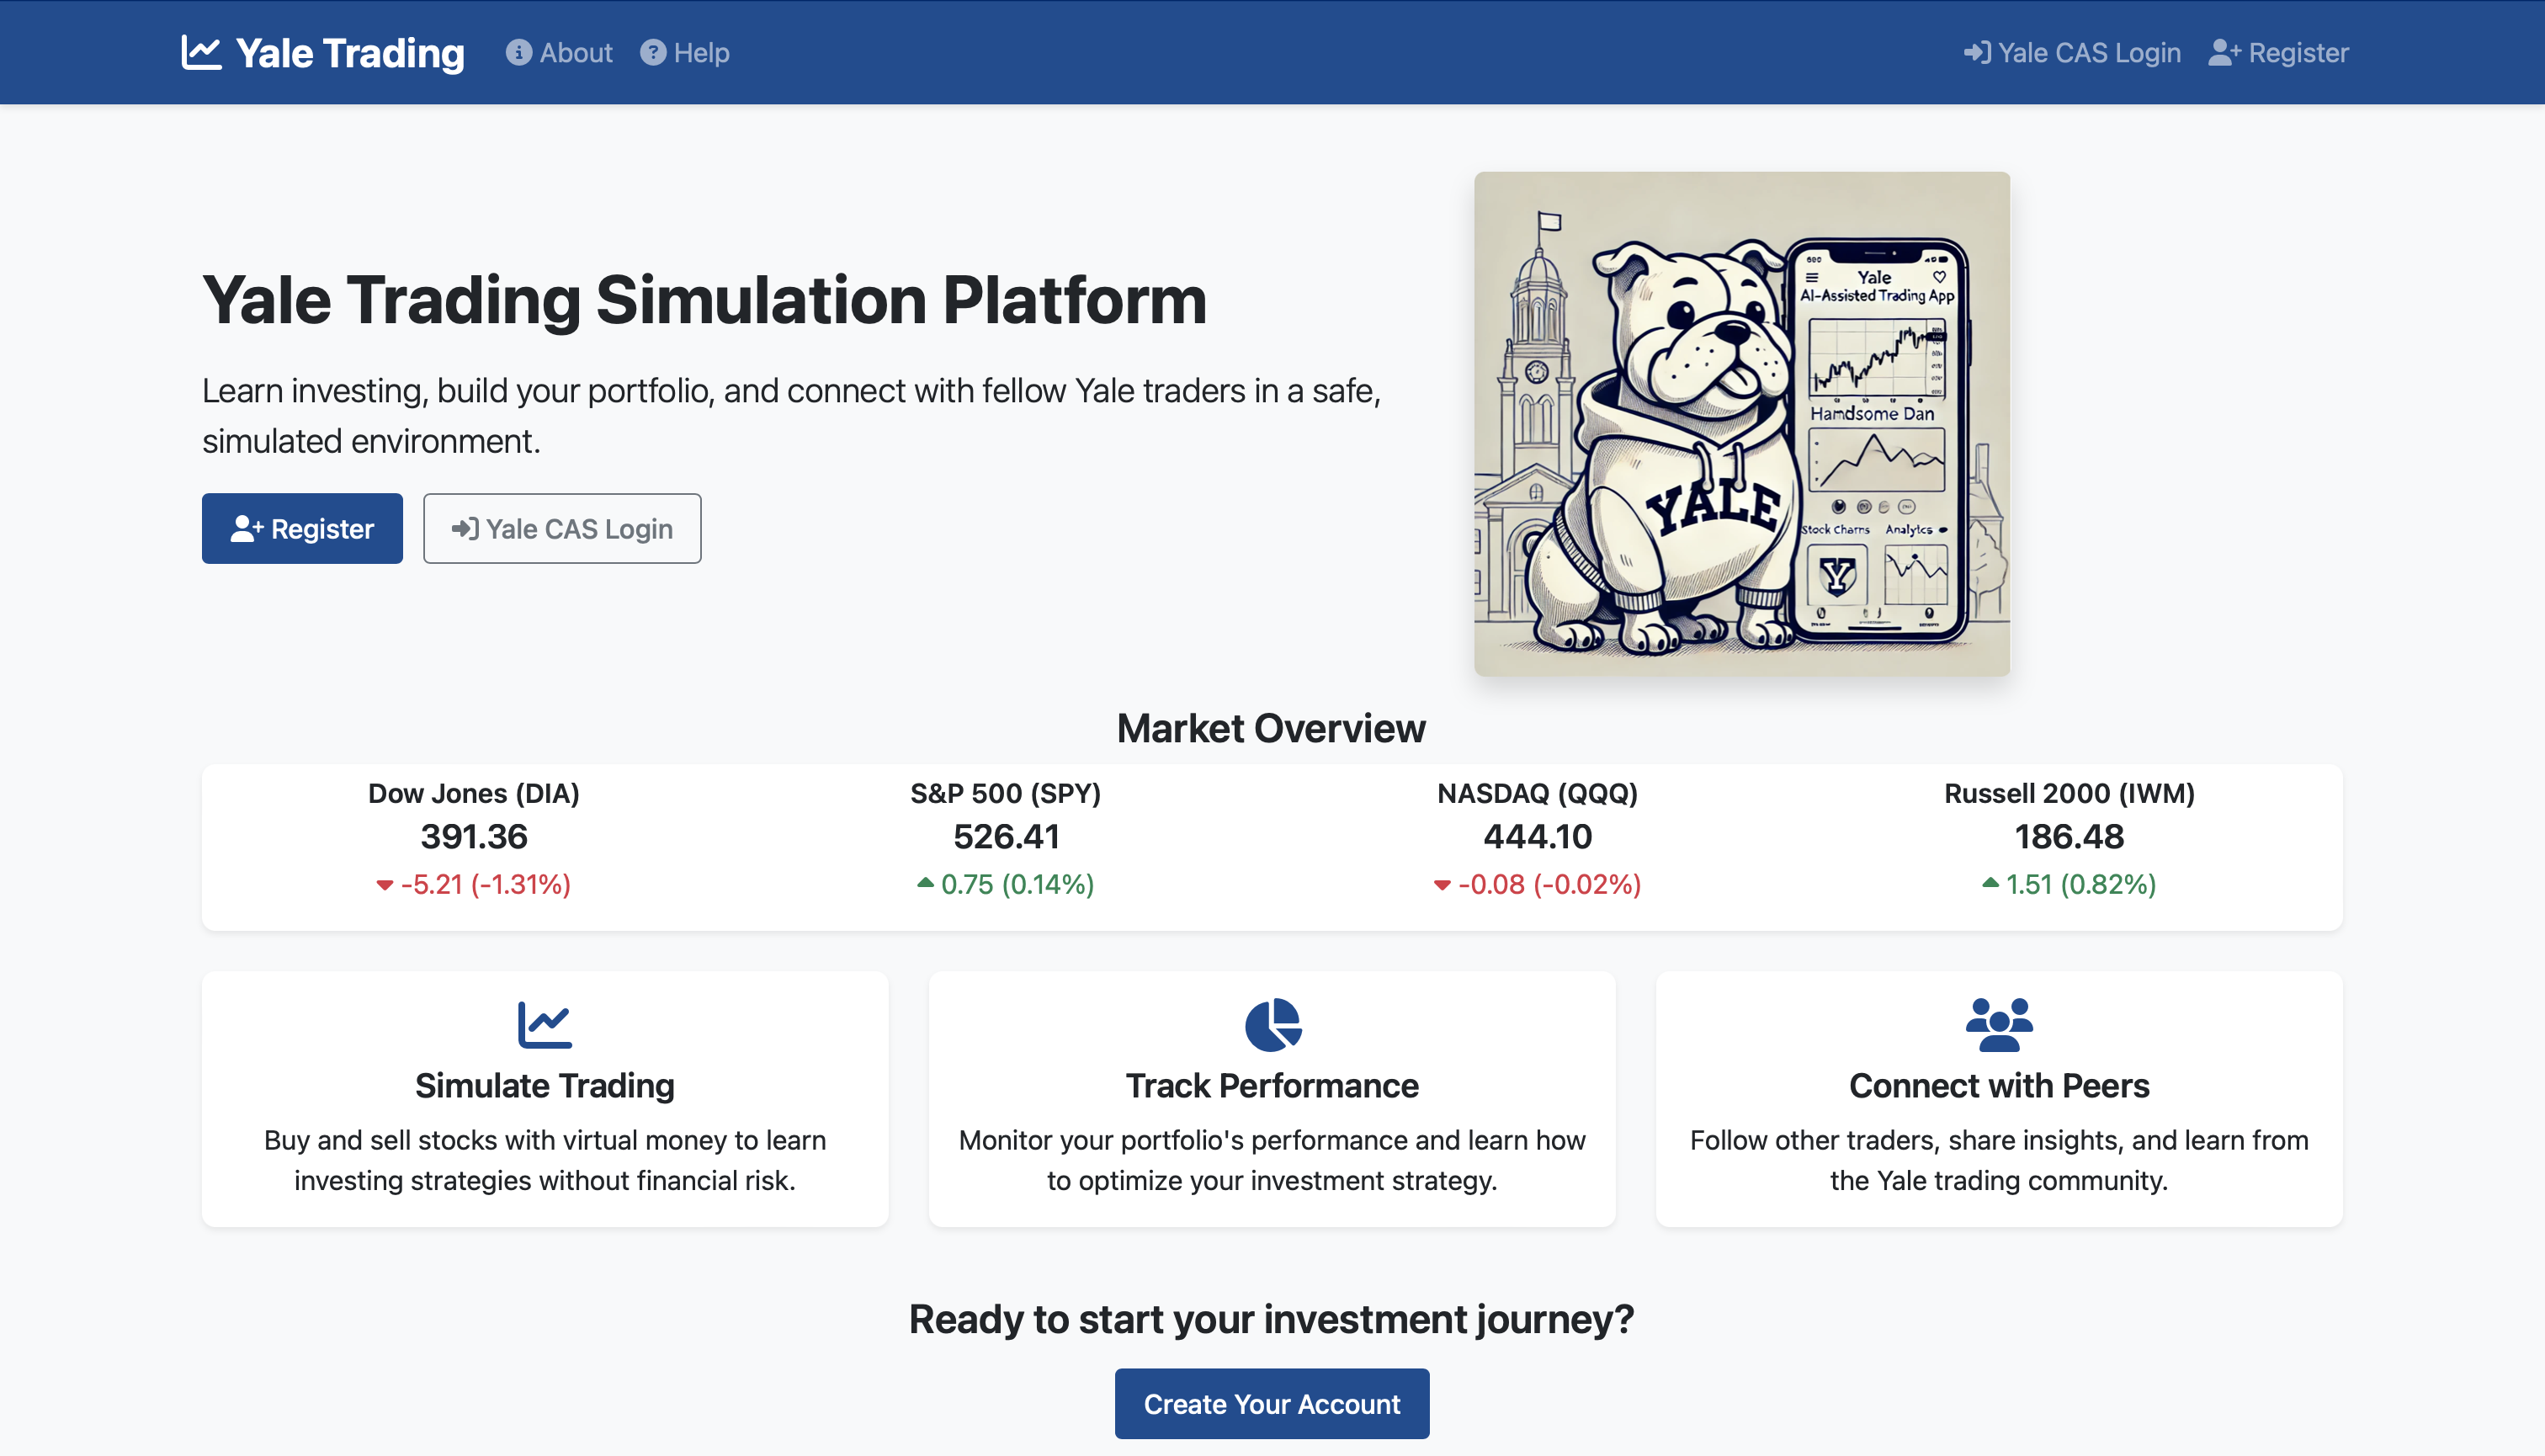 Yale Trading
About
Help
Yale CAS Login
Register
Yale Trading Simulation Platform
Learn investing, build your portfolio, and connect with fellow Yale traders in a safe,
simulated environment.
Register
Yale CAS Login
Yale
AI-Assisted Trading App
Hamdsome Dan
YALE
Stock Charns
Analytcs
Y
Market Overview
Dow Jones (DIA)
391.36
-5.21 (-1.31%)
S&P 500 (SPY)
526.41
0.75 (0.14%)
NASDAQ (QQQ)
444.10
-0.08 (-0.02%)
Russell 2000 (IWM)
186.48
1.51 (0.82%)
Simulate Trading
Buy and sell stocks with virtual money to learn
investing strategies without financial risk.
Track Performance
Monitor your portfolio's performance and learn how
to optimize your investment strategy.
Connect with Peers
Follow other traders, share insights, and learn from
the Yale trading community.
Ready to start your investment journey?
Create Your Account